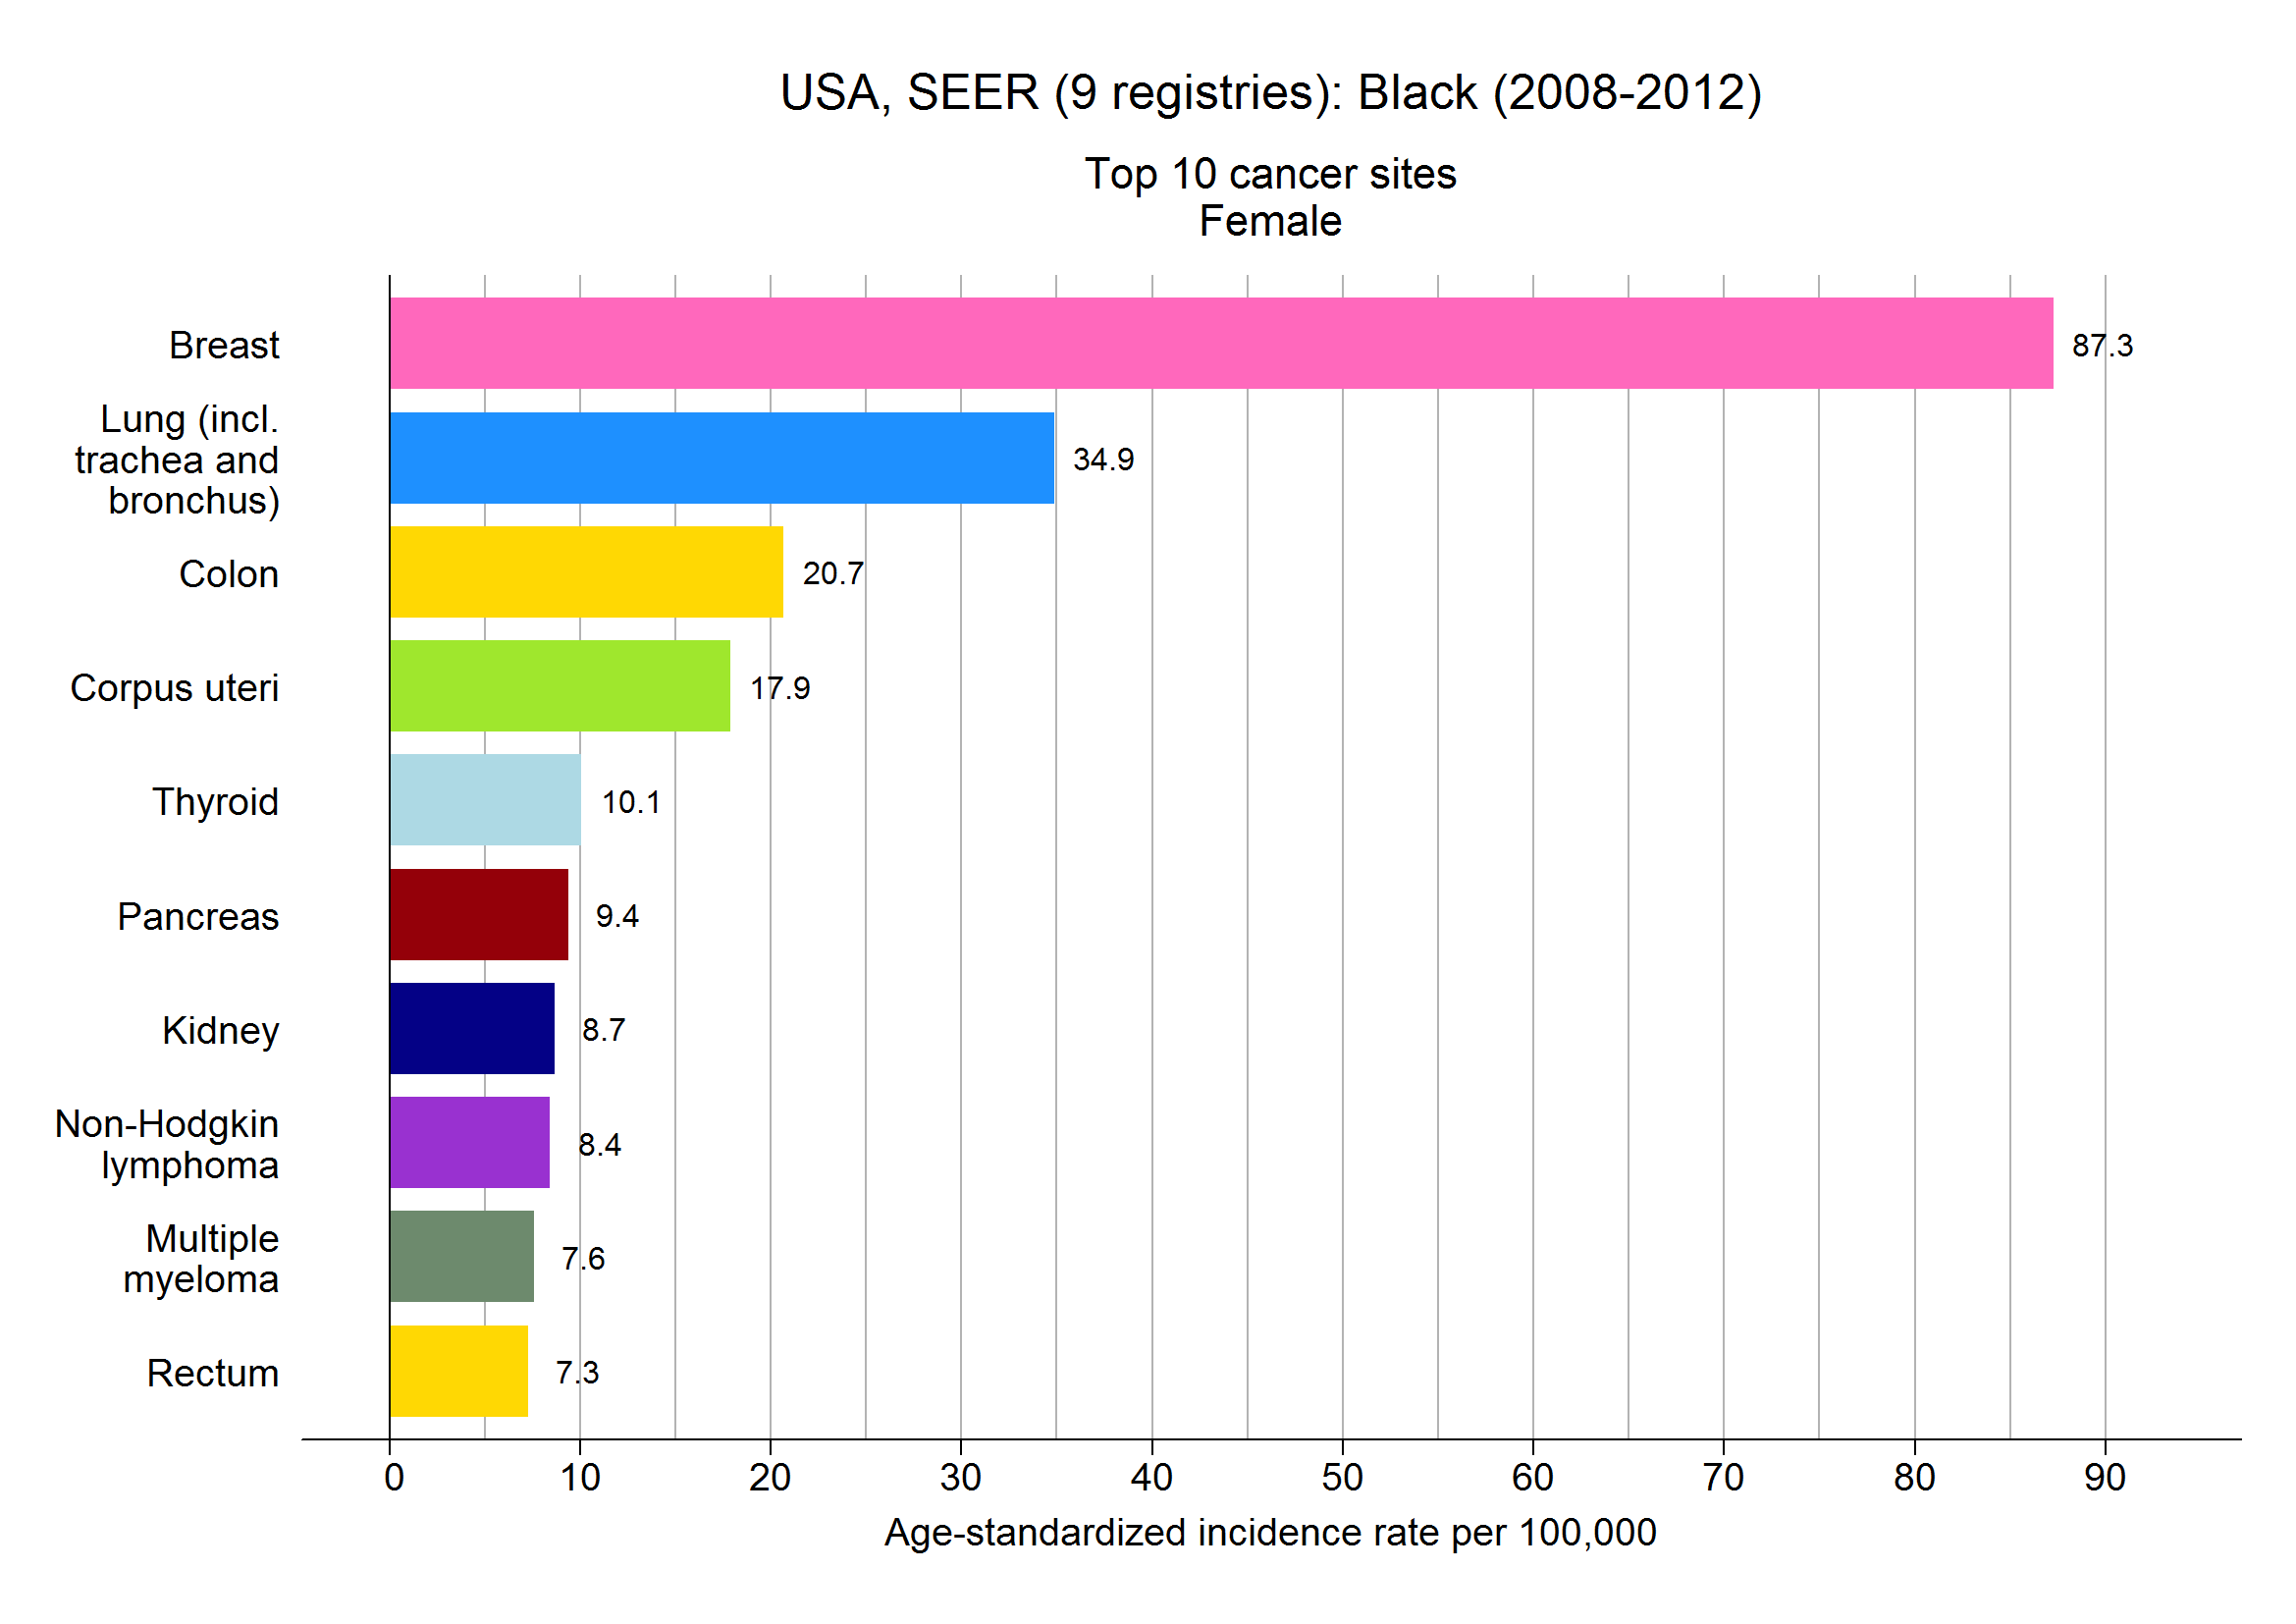 USA, SEER (9 registries): Black (2008-2012)
Top 10 cancer sites
Female
Breast
87.3
Lung (incl.
trachea and
bronchus)
34.9
Colon
20.7
Corpus uteri
17.9
Thyroid
10.1
Pancreas
9.4
Kidney
8.7
Non-Hodgkin
lymphoma
8.4
Multiple
myeloma
7.6
Rectum
7.3
0 10 20 30 40 50 60 70 80 90
Age-standardized incidence rate per 100,000